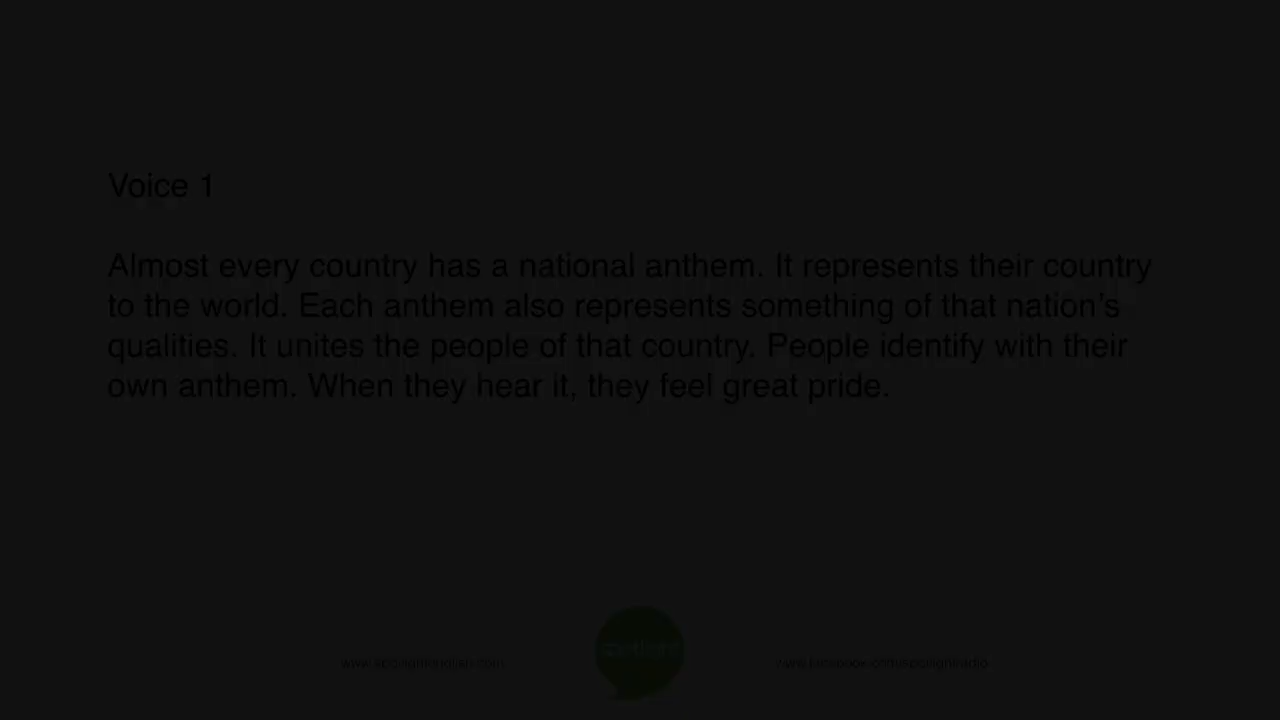 Voice 1
Almost every country has a national anthem. It represents their country
to the world. Each anthem also represents something of that nation's
qualities. It unites the people of that country. People identify with their
own anthem. When they hear it, they feel great pride.